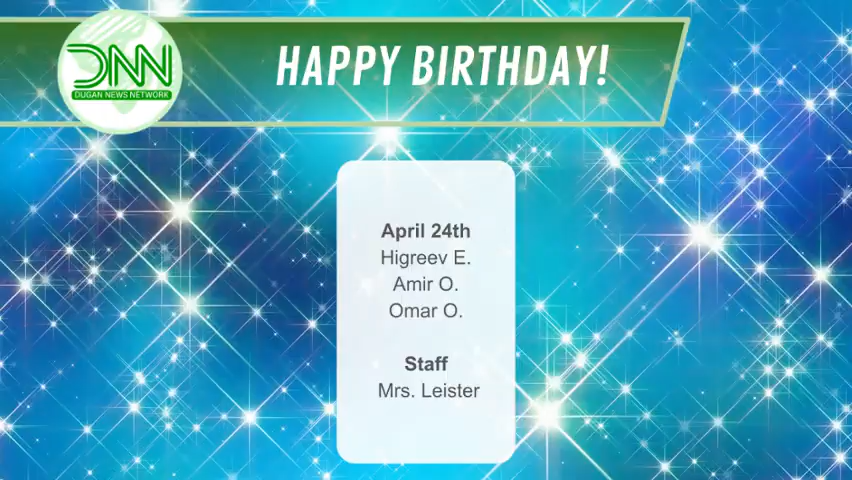 DNN
DUGAN NEWS NETWORK
HAPPY BIRTHDAY!
April 24th
Higreev E.
Amir O.
Omar O.
Staff
Mrs. Leister